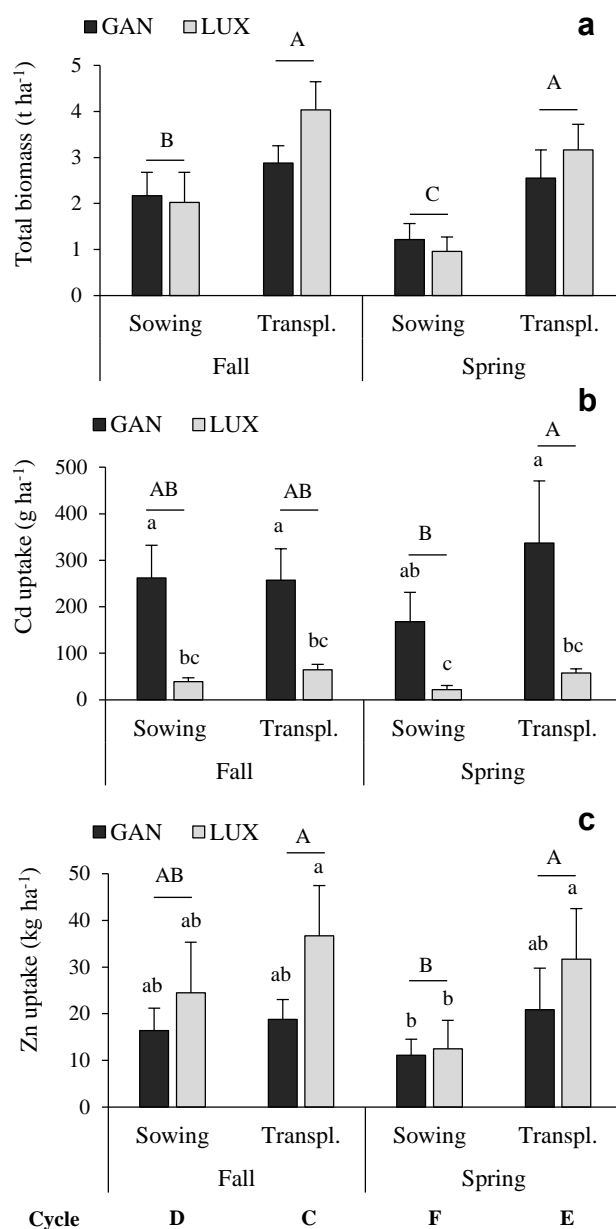 GAN LUX a
Total biomass (t ha-1)
5
4
3
2
1
0
B A C A
Sowing Transpl. Sowing Transpl.
Fall Spring
GAN LUX b
Cd uptake (g ha-1)
500
400
300
200
100
0
AB AB B A
a bc a bc ab c a bc
Sowing Transpl. Sowing Transpl.
Fall Spring
GAN LUX c
Zn uptake (kg ha-1)
50
40
30
20
10
0
AB A B A
ab ab ab a b b ab a
Sowing Transpl. Sowing Transpl.
Fall Spring
Cycle D C F E